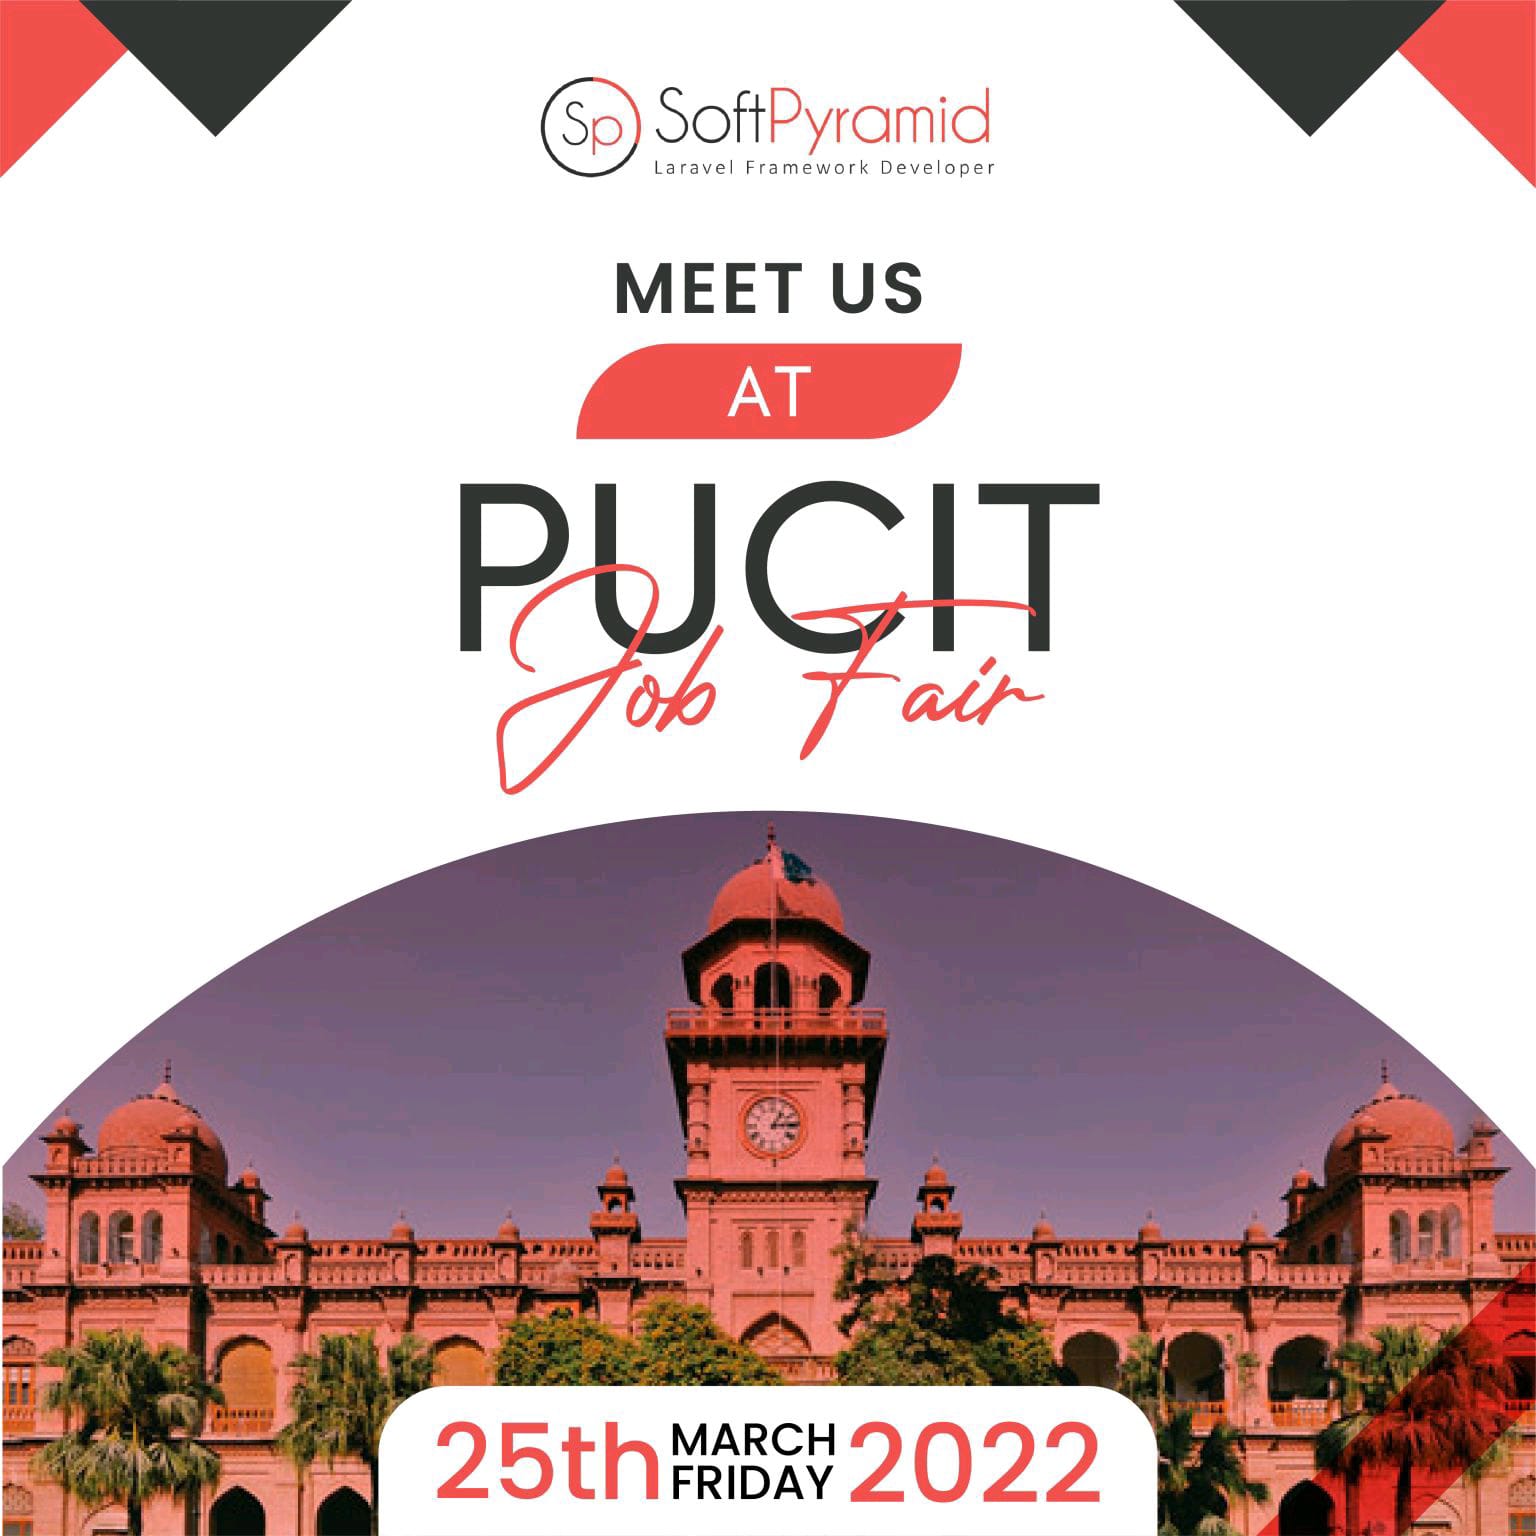 Sp SoftPyramid
Laravel Framework Developer
MEET US
AT
PUCIT
Job Fair
25th MARCH FRIDAY 2022